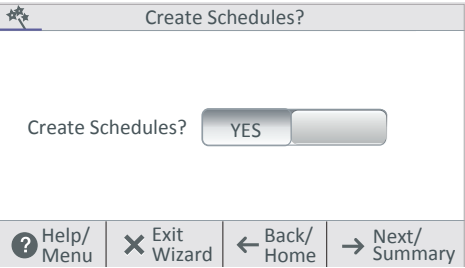 Create Schedules?
Create Schedules? YES
Help/ Exit Back/ Next/
Menu Wizard Home Summary